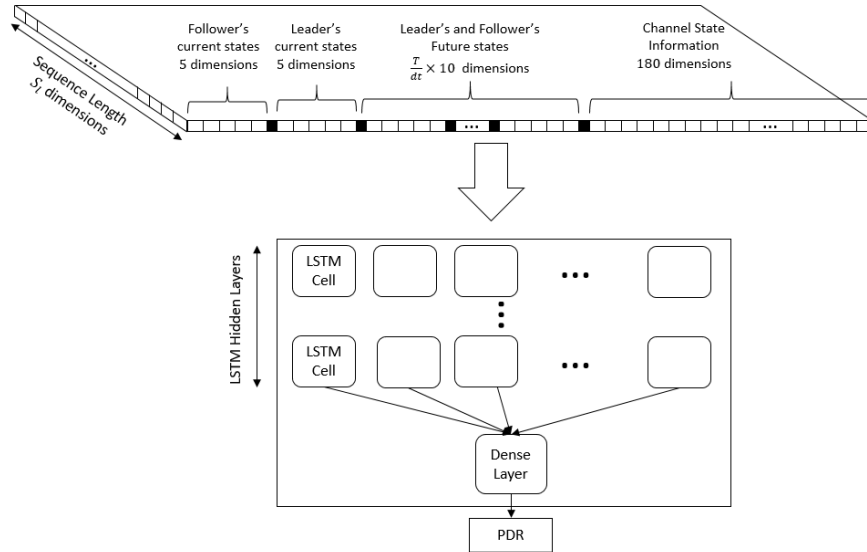 Follower's
current states
5 dimensions
Leader's
current states
5 dimensions
Leader's and Follower's
Future states
T/dt × 10 dimensions
Channel State
Information
180 dimensions
Sequence Length
S_l dimensions
...
...
...
LSTM Hidden Layers
LSTM
Cell
...
...
LSTM
Cell
...
Dense
Layer
PDR